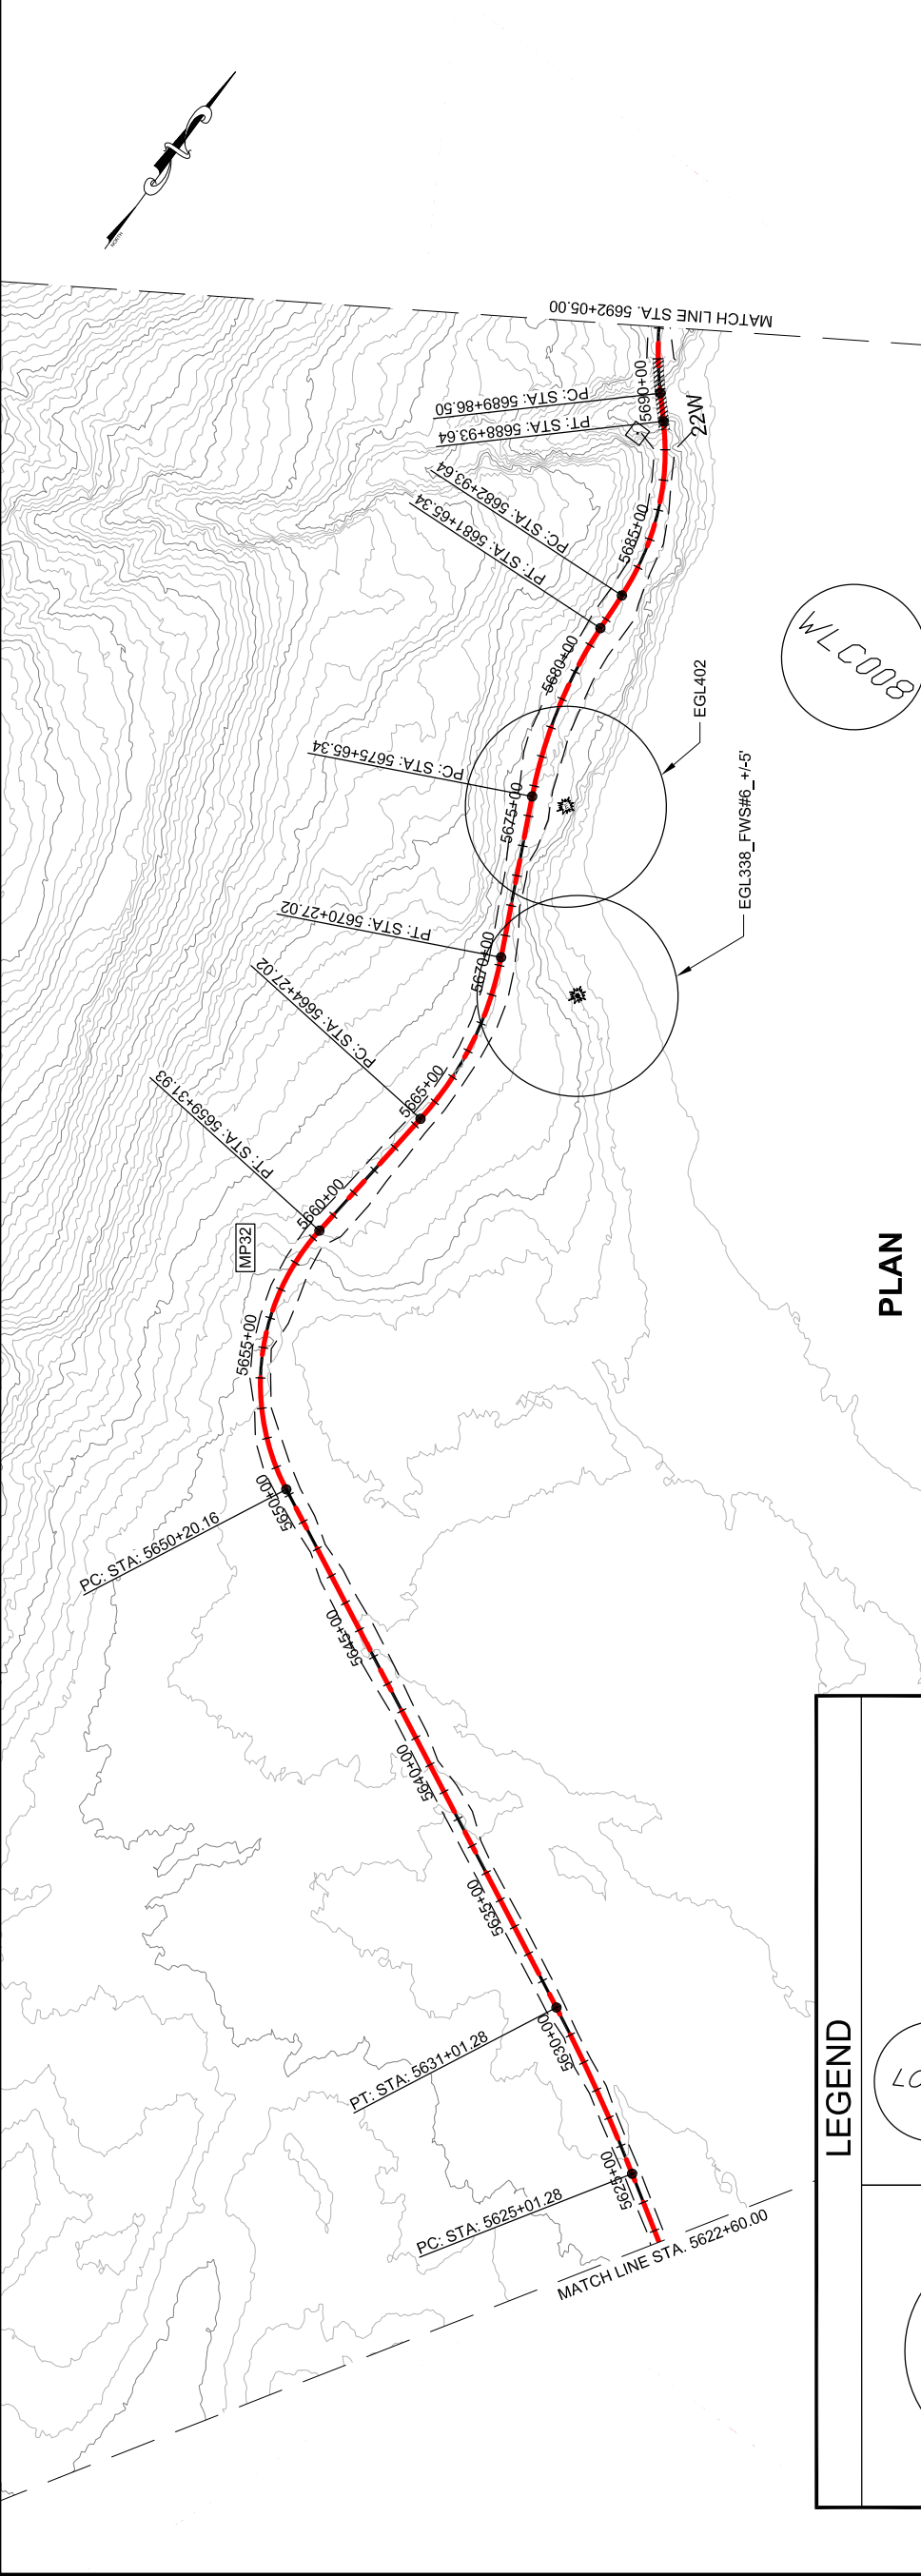 NORTH
MATCH LINE STA. 5692+05.00
PC: STA: 5689+86.50
5690+00
PT: STA: 5688+93.64
22W
PC: STA: 5682+93.64
PT: STA: 5681+65.34
5685+00
WLC008
5680+00
EGL402
PC: STA: 5675+65.34
5675+00
EGL338_FWS#6_+/-5'
PT: STA: 5670+27.02
5670+00
PC: STA: 5664+27.02
5665+00
PT: STA: 5659+31.93
5660+00
MP32
PLAN
5655+00
5650+00
PC: STA: 5650+20.16
5645+00
5640+00
5635+00
PT: STA: 5631+01.28
5630+00
LEGEND
LO
5625+00
PC: STA: 5625+01.28
MATCH LINE STA. 5622+60.00